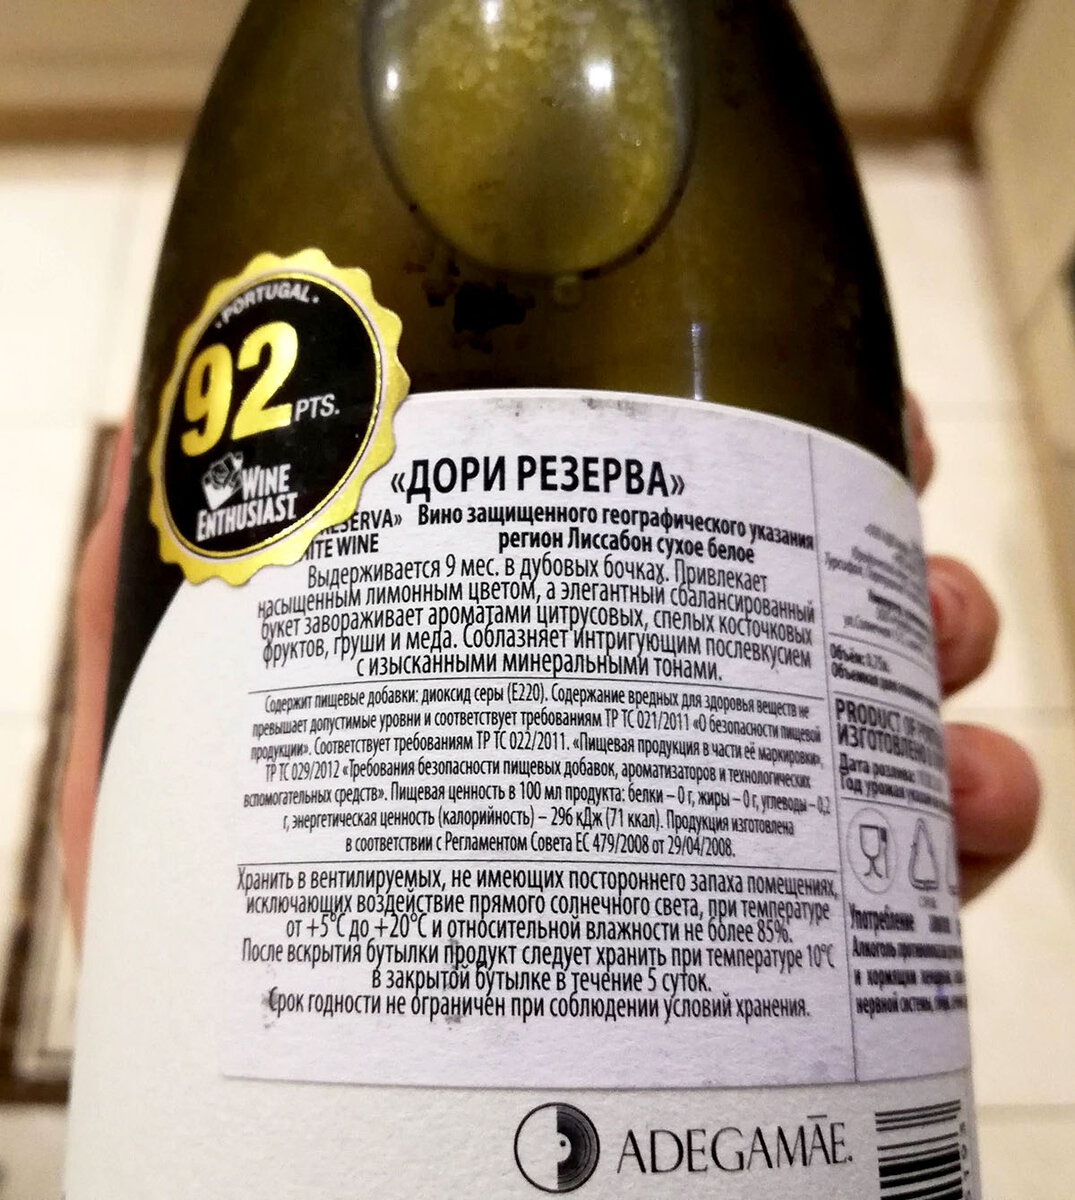 PORTUGAL
92 PTS.
WINE
ENTHUSIAST
«ДОРИ РЕЗЕРВА»
Вино защищенного географического указания
WINE регион Лиссабон сухое белое
Выдерживается 9 мес. в дубовых бочках. Привлекает
насыщенным лимонным цветом, а элегантный сбалансированный
букет завораживает ароматами цитрусовых, спелых косточковых
фруктов, груши и меда. Соблазняет интригующим послевкусием
с изысканными минеральными тонами.
Содержит пищевые добавки: диоксид серы (Е220). Содержание вредных для здоровья веществ не
превышает допустимые уровни и соответствует требованиям ТР ТС 021/2011 «О безопасности пищевой
продукции». Соответствует требованиям ТР ТС 022/2011. «Пищевая продукция в части её маркировки».
ТР ТС 029/2012 «Требования безопасности пищевых добавок, ароматизаторов и технологических
вспомогательных средств». Пищевая ценность в 100 мл продукта: белки – 0 г, жиры – 0 г, углеводы – 0,2
г, энергетическая ценность (калорийность) – 296 кДж (71 ккал). Продукция изготовлена
в соответствии с Регламентом Совета ЕС 479/2008 от 29/04/2008.
Хранить в вентилируемых, не имеющих постороннего запаха помещениях,
исключающих воздействие прямого солнечного света, при температуре
от +5°С до +20°С и относительной влажности не более 85%.
После вскрытия бутылки продукт следует хранить при температуре 10°С
в закрытой бутылке в течение 5 суток.
Срок годности не ограничен при соблюдении условий хранения.
Объём: 0,75л.
PRODUCT OF
ИЗГОТОВЛЕНО
Дата розлива:
Год урожая
Употребление
Алкоголь
и кормящим
нервной системы,
ADEGAMÃE